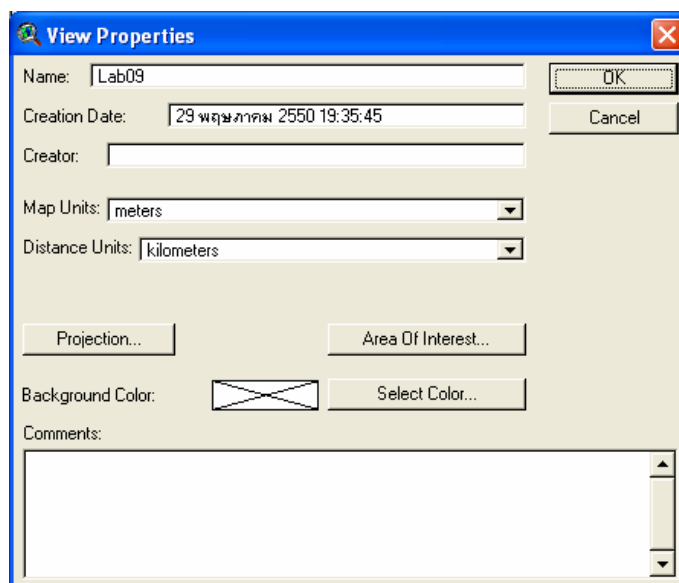 View Properties
Name: Lab09
OK
Creation Date: 29 พฤษภาคม 2550 19:35:45
Cancel
Creator:
Map Units: meters
Distance Units: kilometers
Projection... Area Of Interest...
Background Color: Select Color...
Comments: